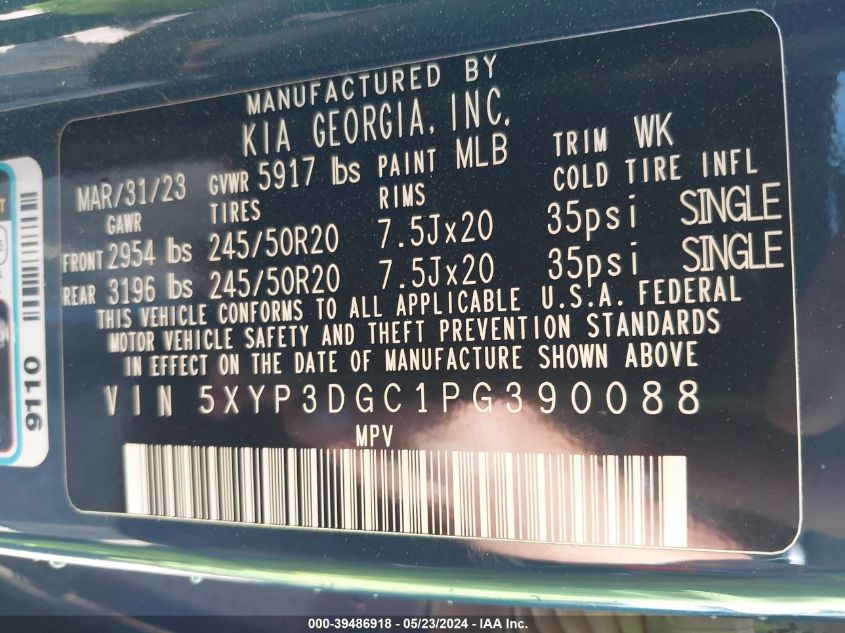 MANUFACTURED BY
KIA GEORGIA, INC.
MAR/31/23 GVWR 5917 lbs PAINT MLB TRIM WK
GAWR TIRES RIMS COLD TIRE INFL
FRONT 2954 lbs 245/50R20 7.5Jx20 35psi SINGLE
REAR 3196 lbs 245/50R20 7.5Jx20 35psi SINGLE
THIS VEHICLE CONFORMS TO ALL APPLICABLE U.S.A. FEDERAL
MOTOR VEHICLE SAFETY AND THEFT PREVENTION STANDARDS
IN EFFECT ON THE DATE OF MANUFACTURE SHOWN ABOVE
VIN 5XYP3DGC1PG390088
MPV
9110
000-39486918 - 05/23/2024 - IAA Inc.